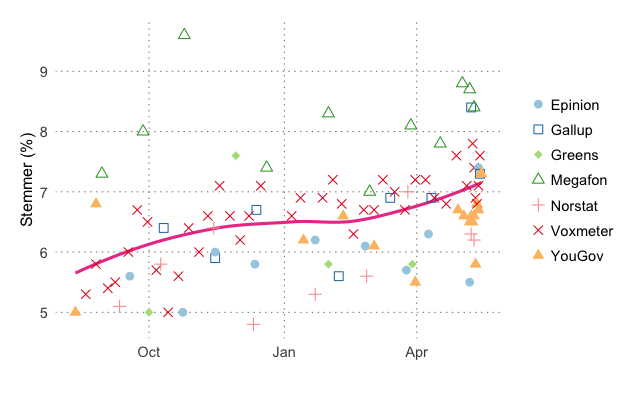 Stemmer (%)
9
8
7
6
5
Oct
Jan
Apr
Epinion
Gallup
Greens
Megafon
Norstat
Voxmeter
YouGov